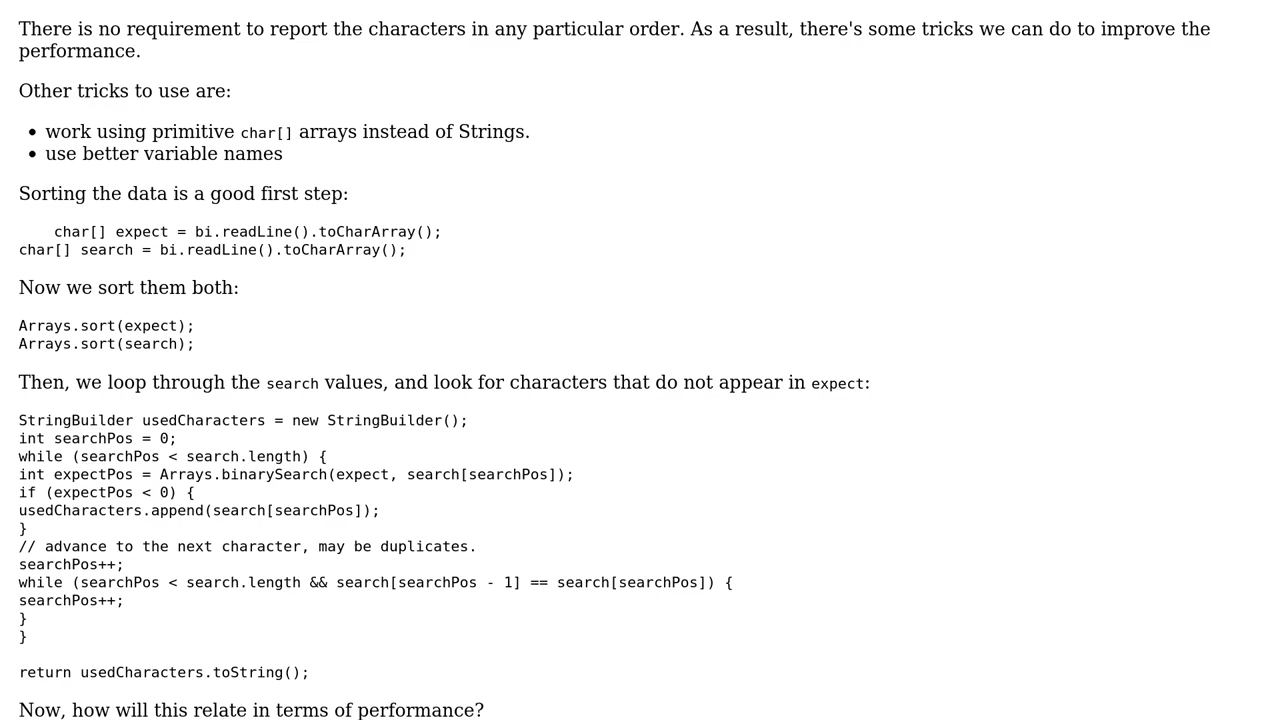 There is no requirement to report the characters in any particular order. As a result, there's some tricks we can do to improve the
performance.
Other tricks to use are:
• work using primitive char[] arrays instead of Strings.
• use better variable names
Sorting the data is a good first step:
    char[] expect = bi.readLine().toCharArray();
char[] search = bi.readLine().toCharArray();
Now we sort them both:
Arrays.sort(expect);
Arrays.sort(search);
Then, we loop through the search values, and look for characters that do not appear in expect:
StringBuilder usedCharacters = new StringBuilder();
int searchPos = 0;
while (searchPos < search.length) {
int expectPos = Arrays.binarySearch(expect, search[searchPos]);
if (expectPos < 0) {
usedCharacters.append(search[searchPos]);
}
// advance to the next character, may be duplicates.
searchPos++;
while (searchPos < search.length && search[searchPos - 1] == search[searchPos]) {
searchPos++;
}
}
return usedCharacters.toString();
Now, how will this relate in terms of performance?